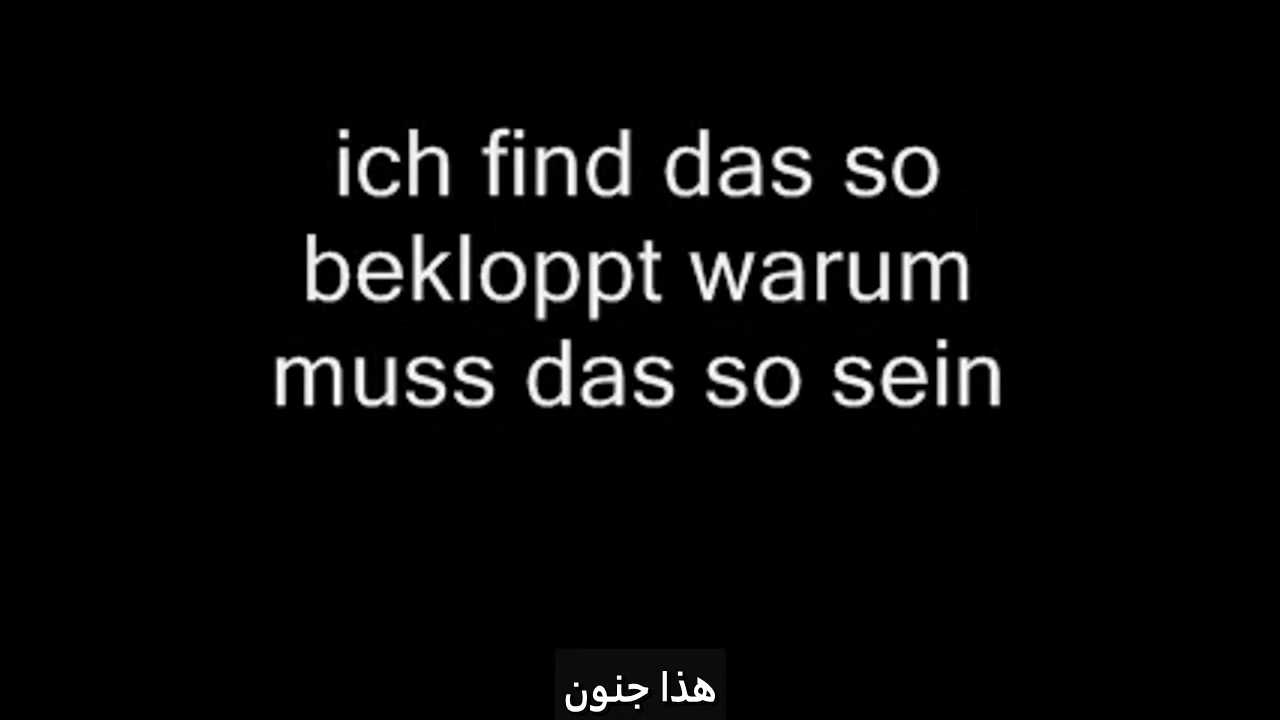 ich find das so
bekloppt warum
muss das so sein
هذا جنون